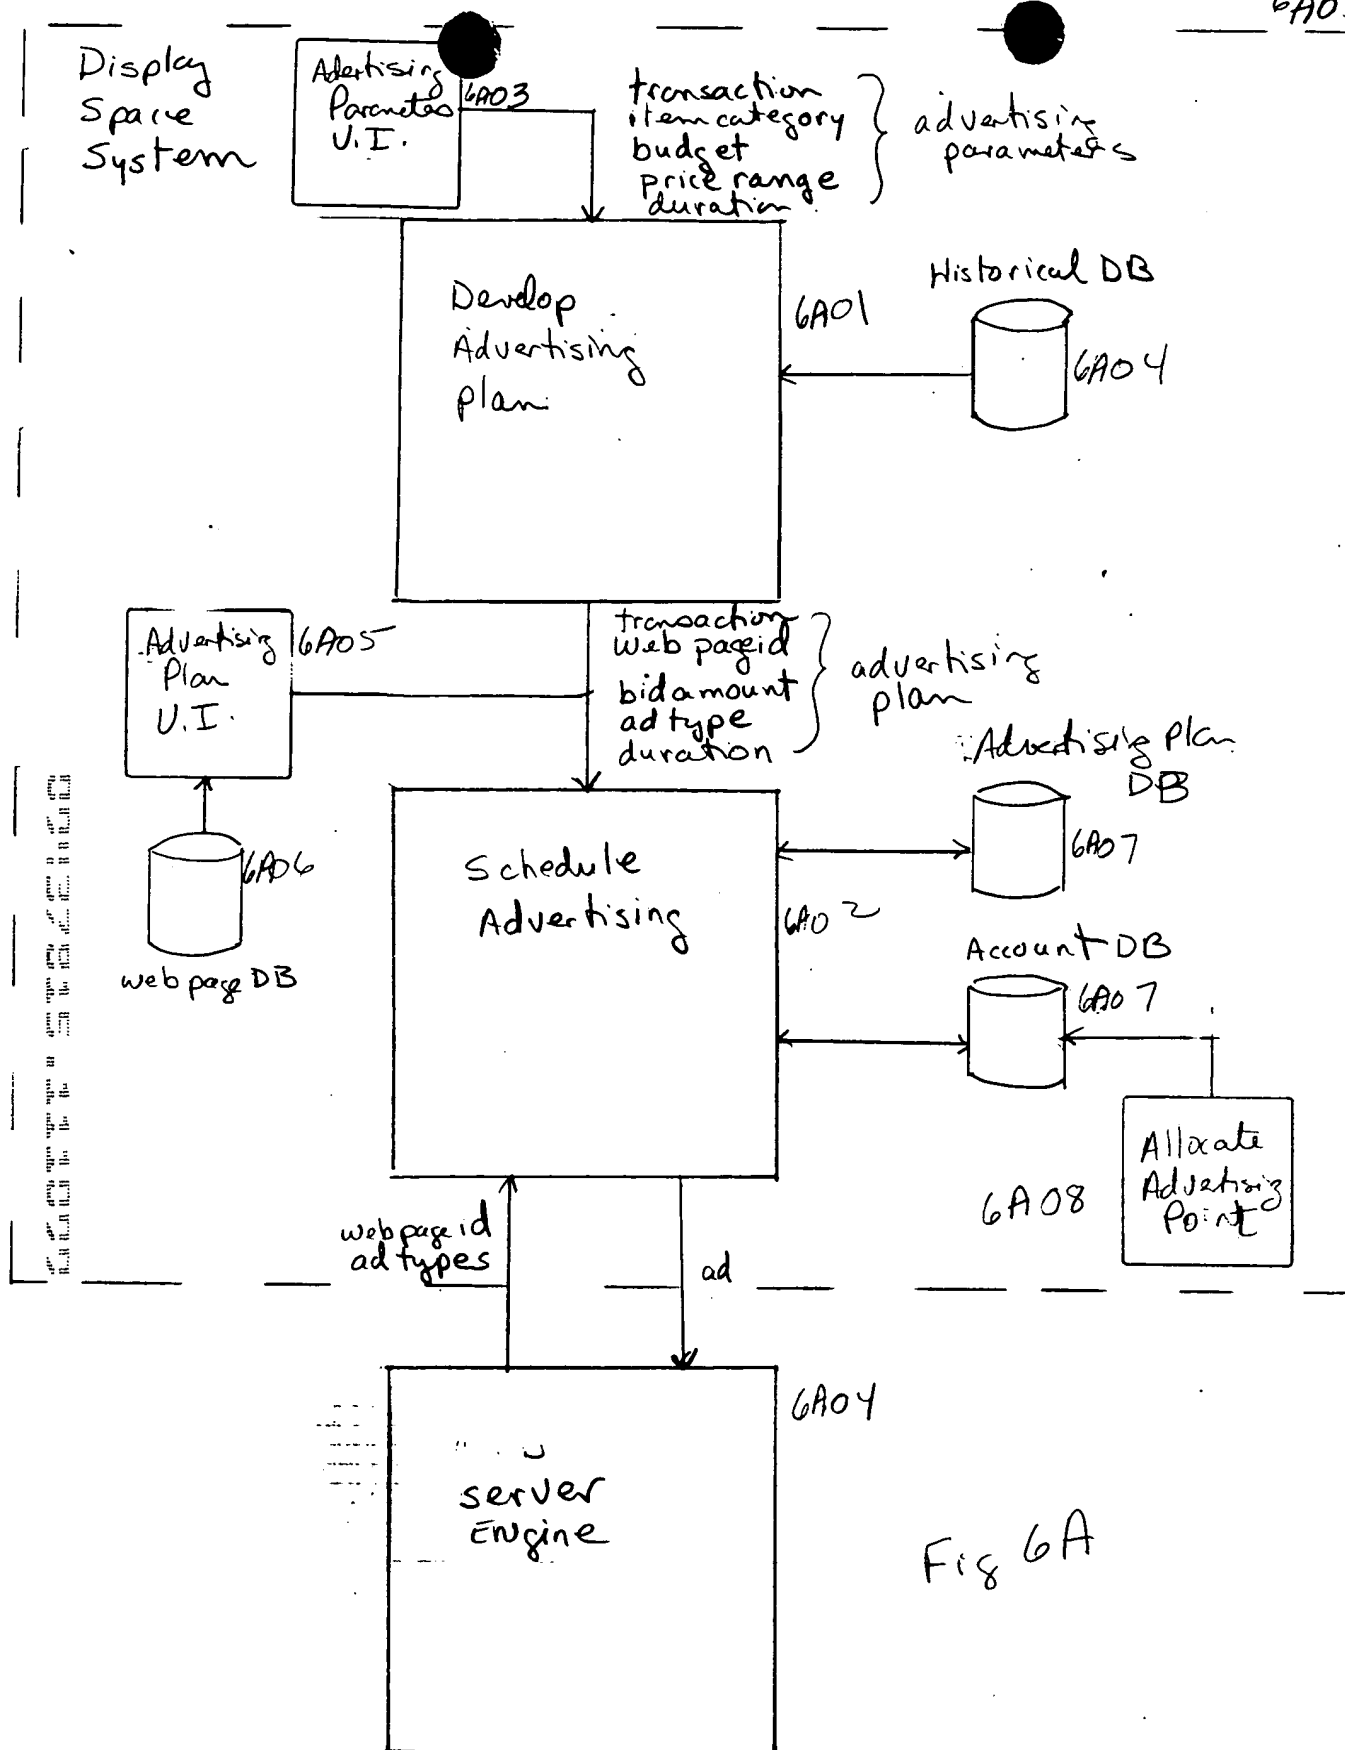 6A0
Display
Space
System
Adertising
Parameters
U.I.
6A03
transaction
item category
budget
price range
duration
advertising
parameters
Develop
Advertising
plan
6A01
Historical DB
6A04
Advertising
Plan
U.I.
6A05
transaction
web pageid
bid amount
ad type
duration
advertising
plan
Advertising Plan
DB
6A07
6A06
web page DB
Schedule
Advertising
6A02
Account DB
6A07
Allocate
Advertising
Point
6A08
web page id
ad types
ad
6A04
server
Engine
Fig 6A